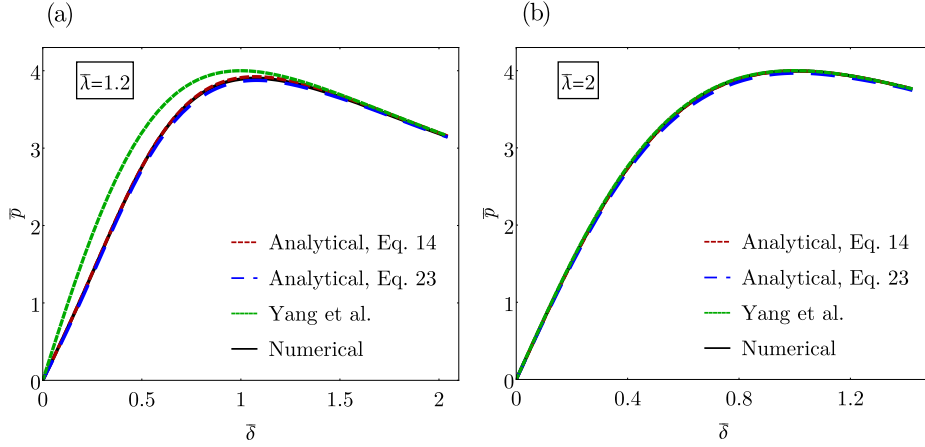 (a)
λ̄=1.2
4
3
2
1
0
p̄
0
0.5
1
1.5
2
δ̄
Analytical, Eq. 14
Analytical, Eq. 23
Yang et al.
Numerical
(b)
λ̄=2
4
3
2
1
0
p̄
0
0.4
0.8
1.2
δ̄
Analytical, Eq. 14
Analytical, Eq. 23
Yang et al.
Numerical